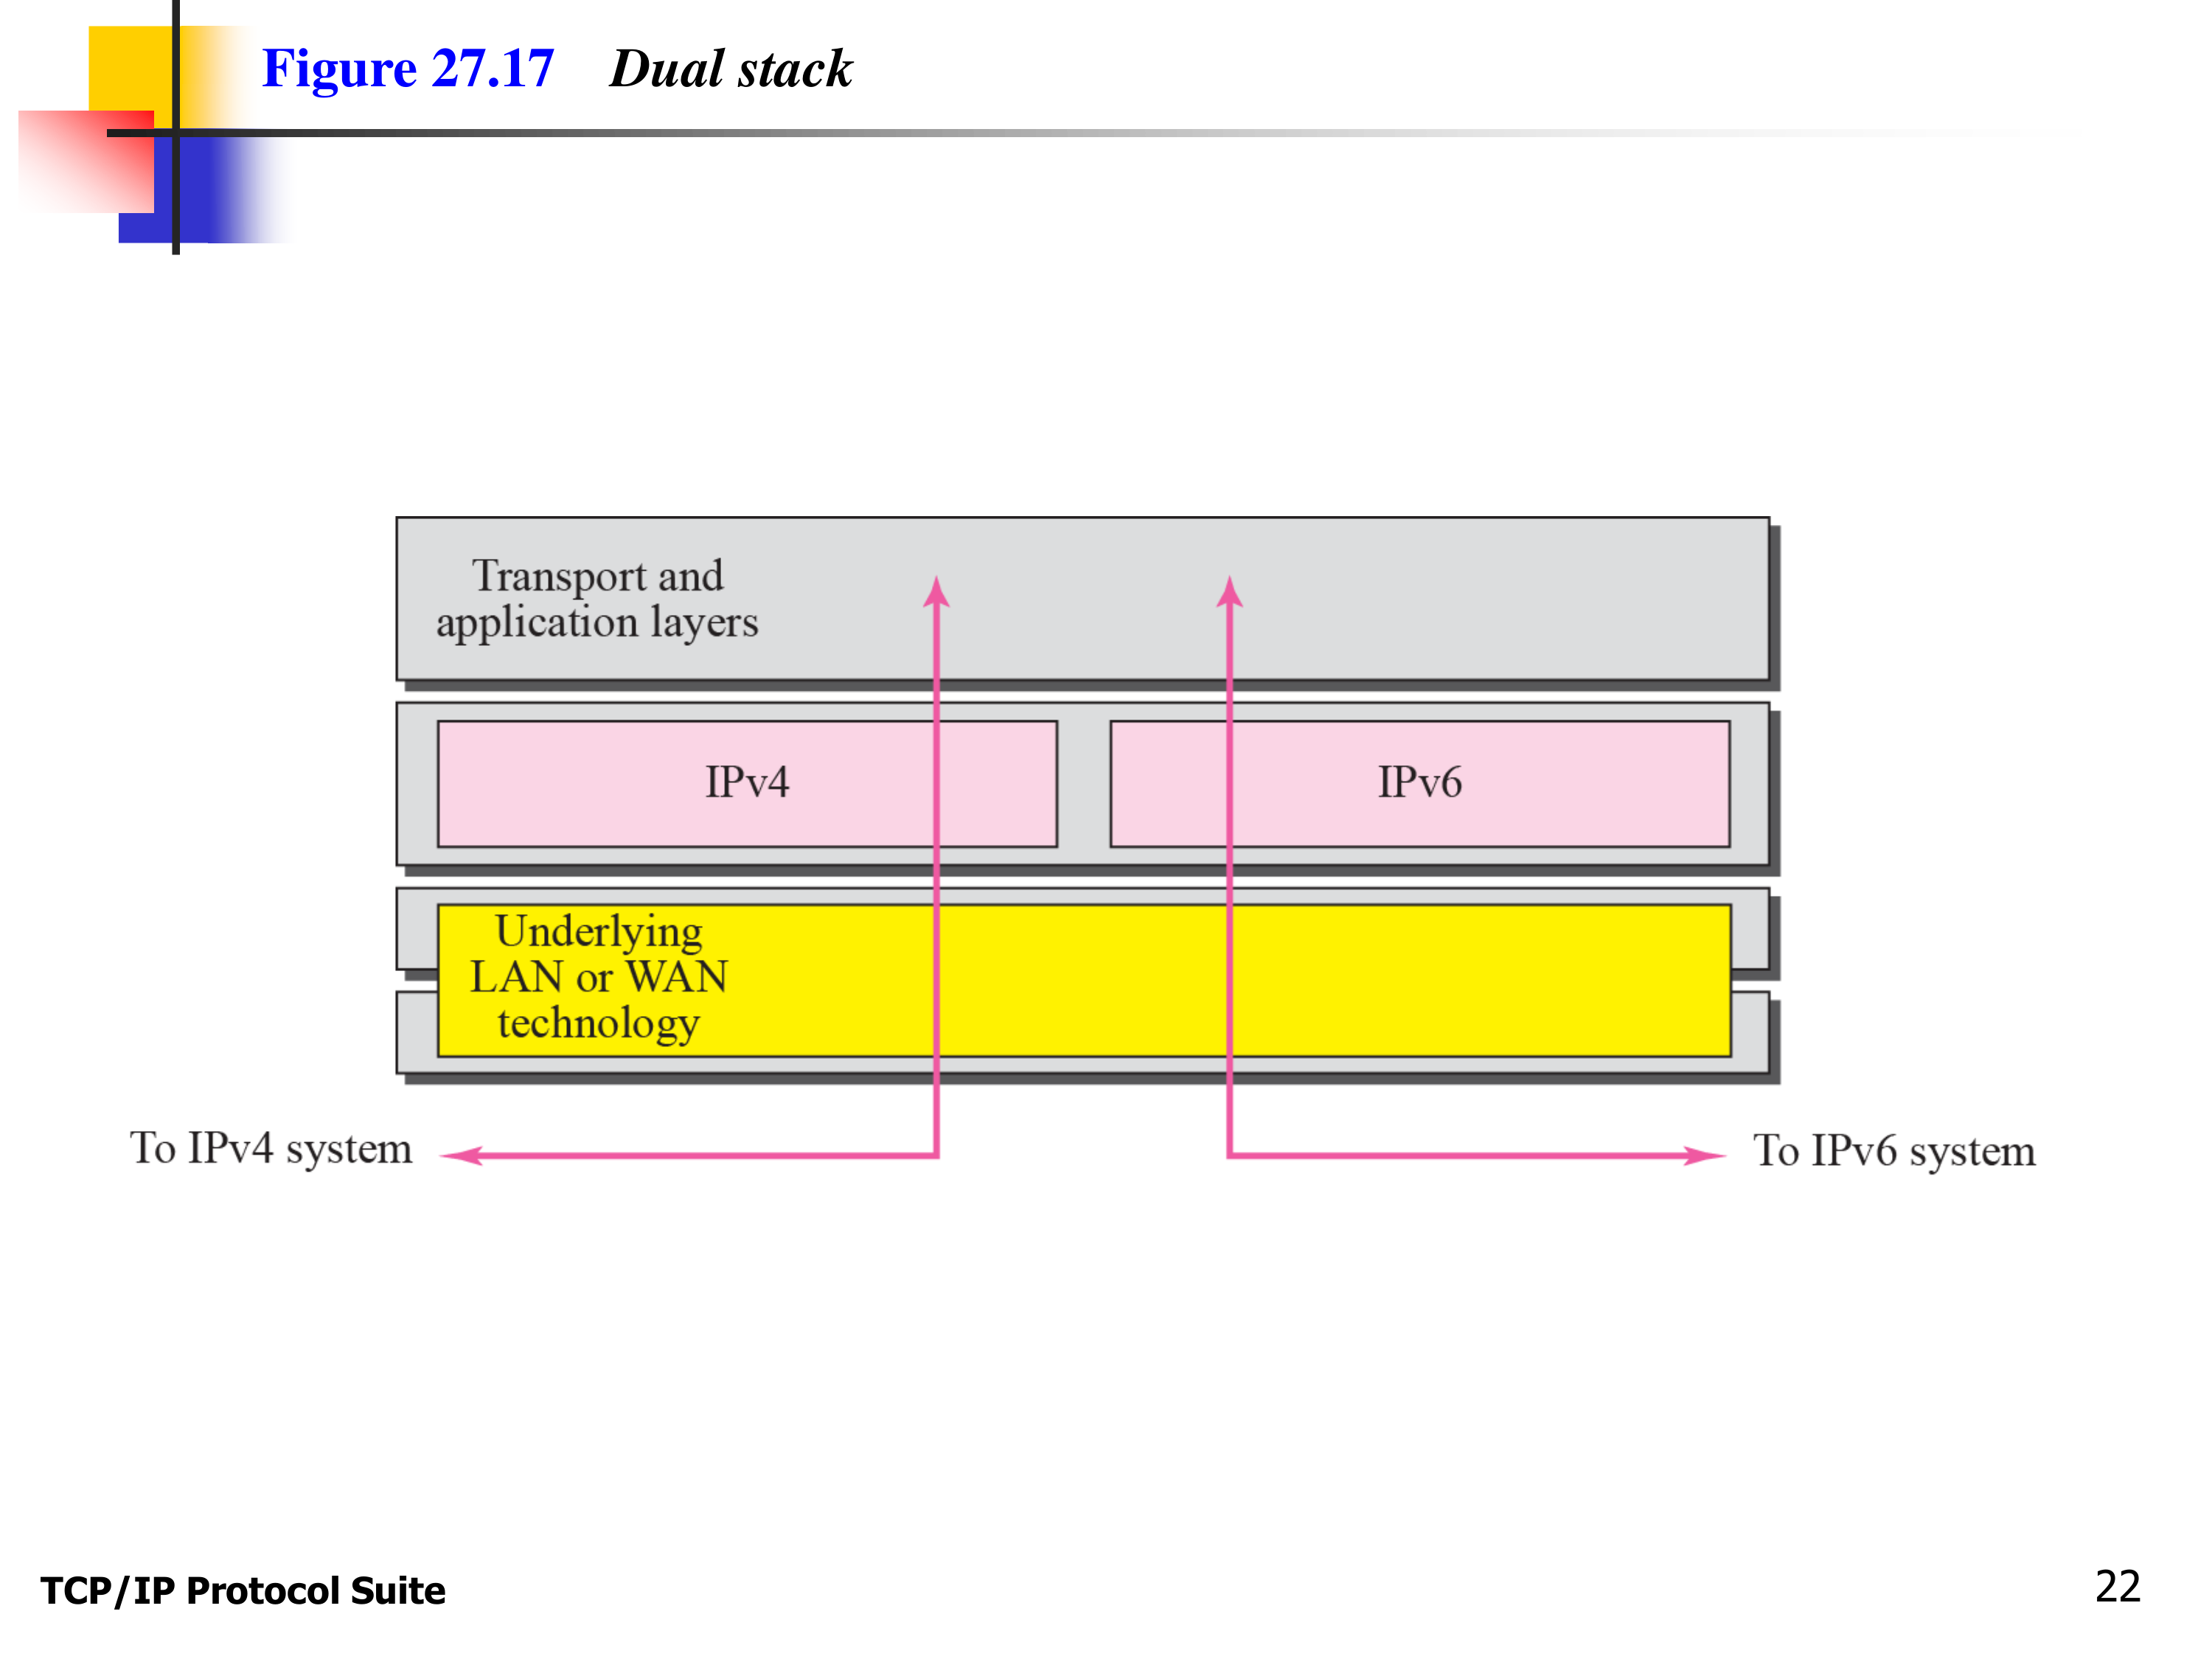 Figure 27.17 Dual stack
Transport and
application layers
IPv4
IPv6
Underlying
LAN or WAN
technology
To IPv4 system
To IPv6 system
TCP/IP Protocol Suite
22